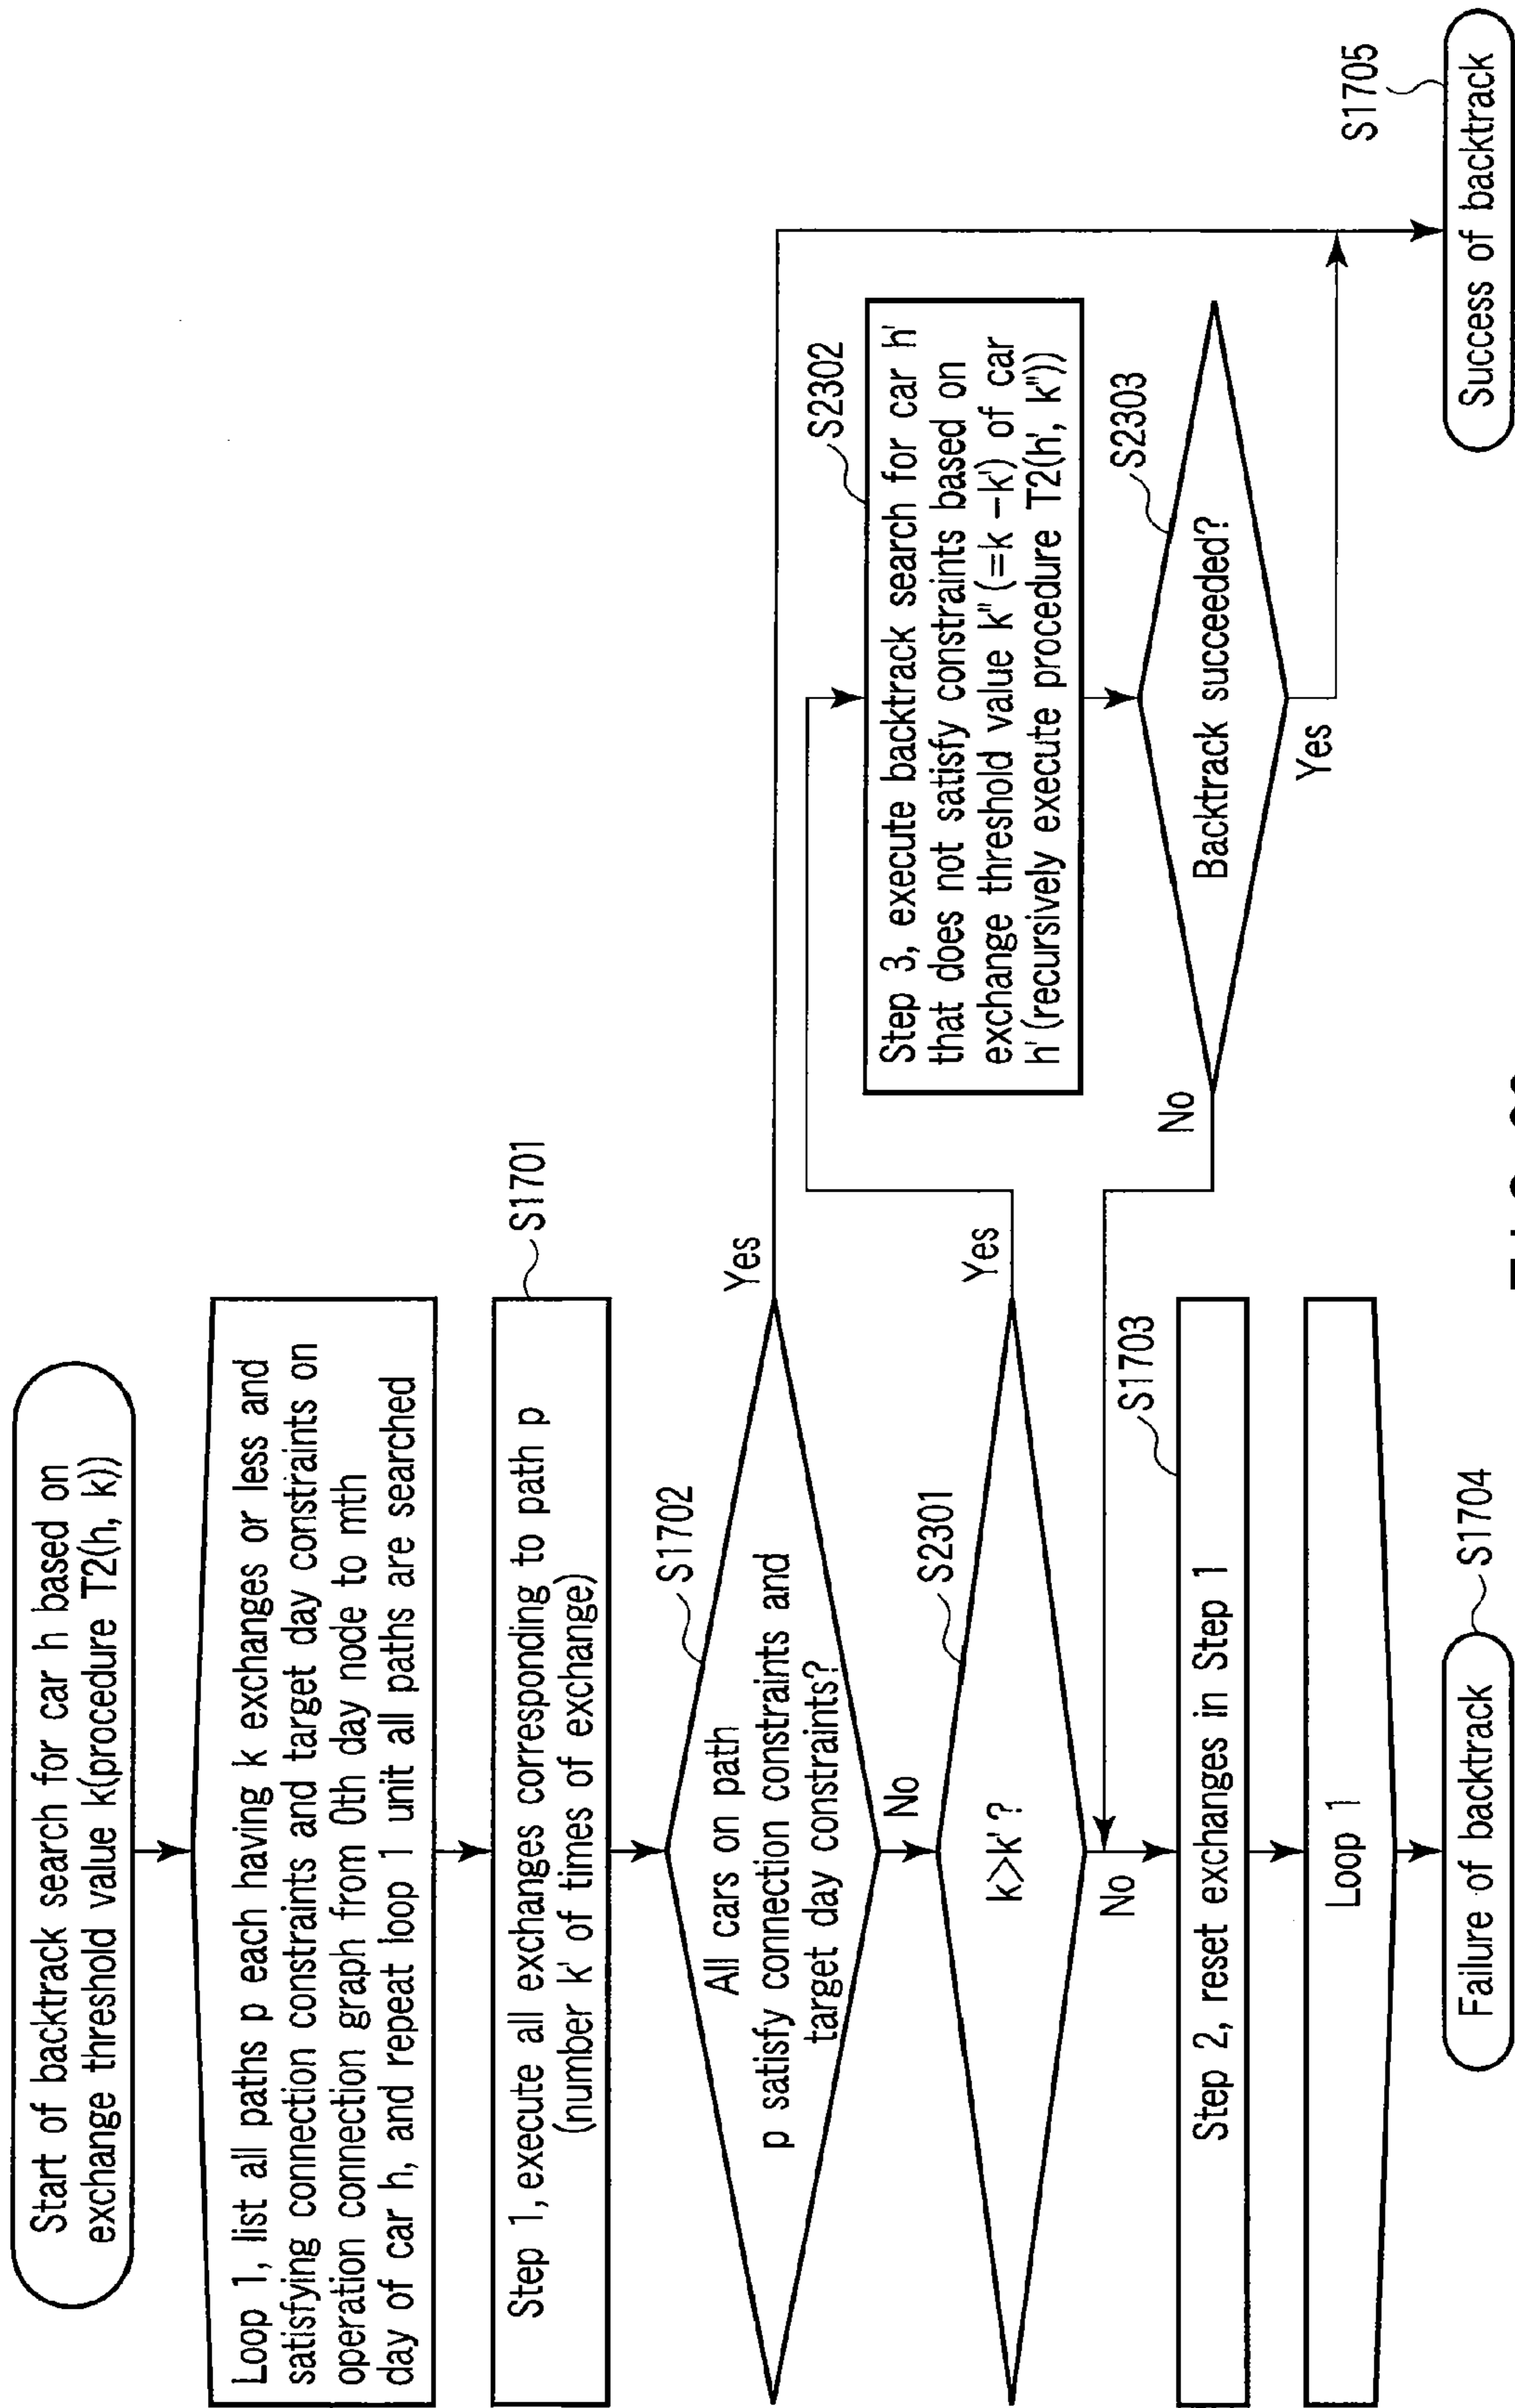 Start of backtrack search for car h based on
exchange threshold value k(procedure T2(h, k))
Loop 1, list all paths p each having k exchanges or less and
satisfying connection constraints and target day constraints on
operation connection graph from 0th day node to mth
day of car h, and repeat loop 1 unit all paths are searched
S1701
Step 1, execute all exchanges corresponding to path p
(number k' of times of exchange)
S1702
All cars on path
p satisfy connection constraints and
target day constraints?
Yes
No
S2301
k>k'?
Yes
No
S2302
Step 3, execute backtrack search for car h'
that does not satisfy constraints based on
exchange threshold value k" (=k -k') of car
h' (recursively execute procedure T2(h', k"))
S2303
Backtrack succeeded?
No
Yes
S1703
Step 2, reset exchanges in Step 1
Loop 1
S1704
Failure of backtrack
S1705
Success of backtrack